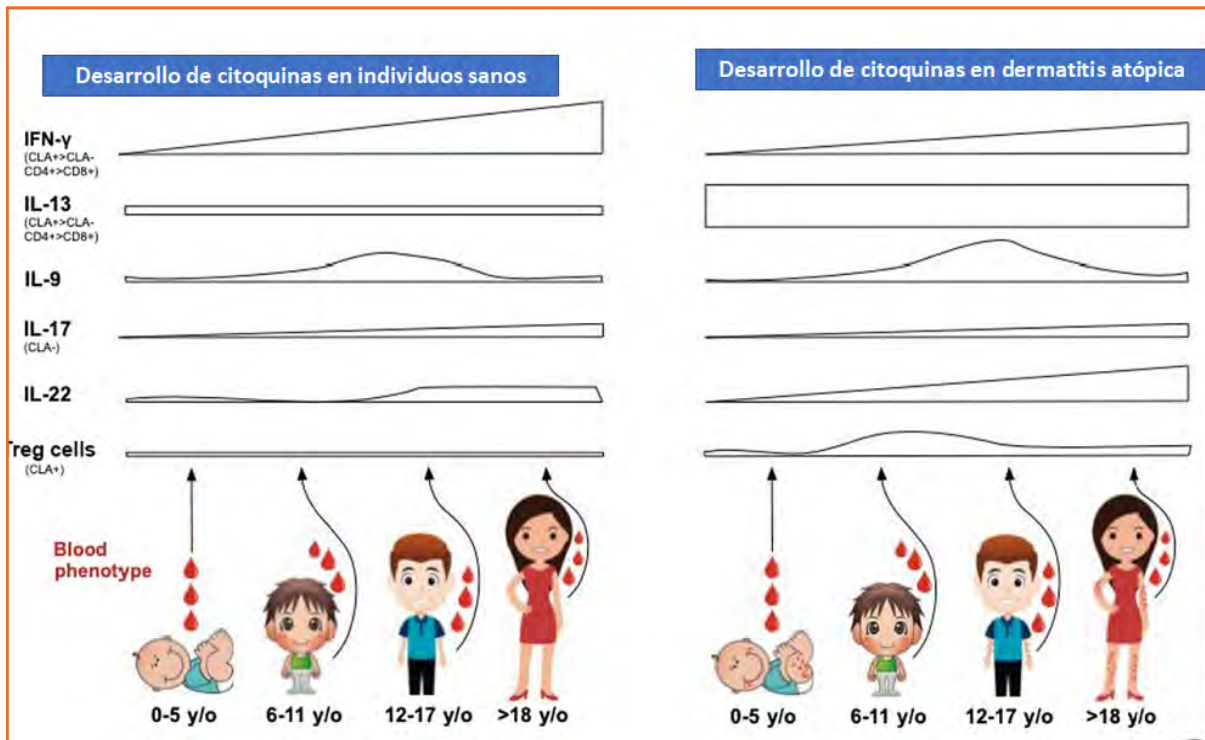 Desarrollo de citoquinas en individuos sanos
Desarrollo de citoquinas en dermatitis atópica
IFN-γ
(CLA+>CLA-
CD4+>CD8+)
IL-13
(CLA+>CLA-
CD4+>CD8+)
IL-9
IL-17
(CLA-)
IL-22
Treg cells
(CLA+)
Blood
phenotype
0-5 y/o
6-11 y/o
12-17 y/o
>18 y/o
0-5 y/o
6-11 y/o
12-17 y/o
>18 y/o